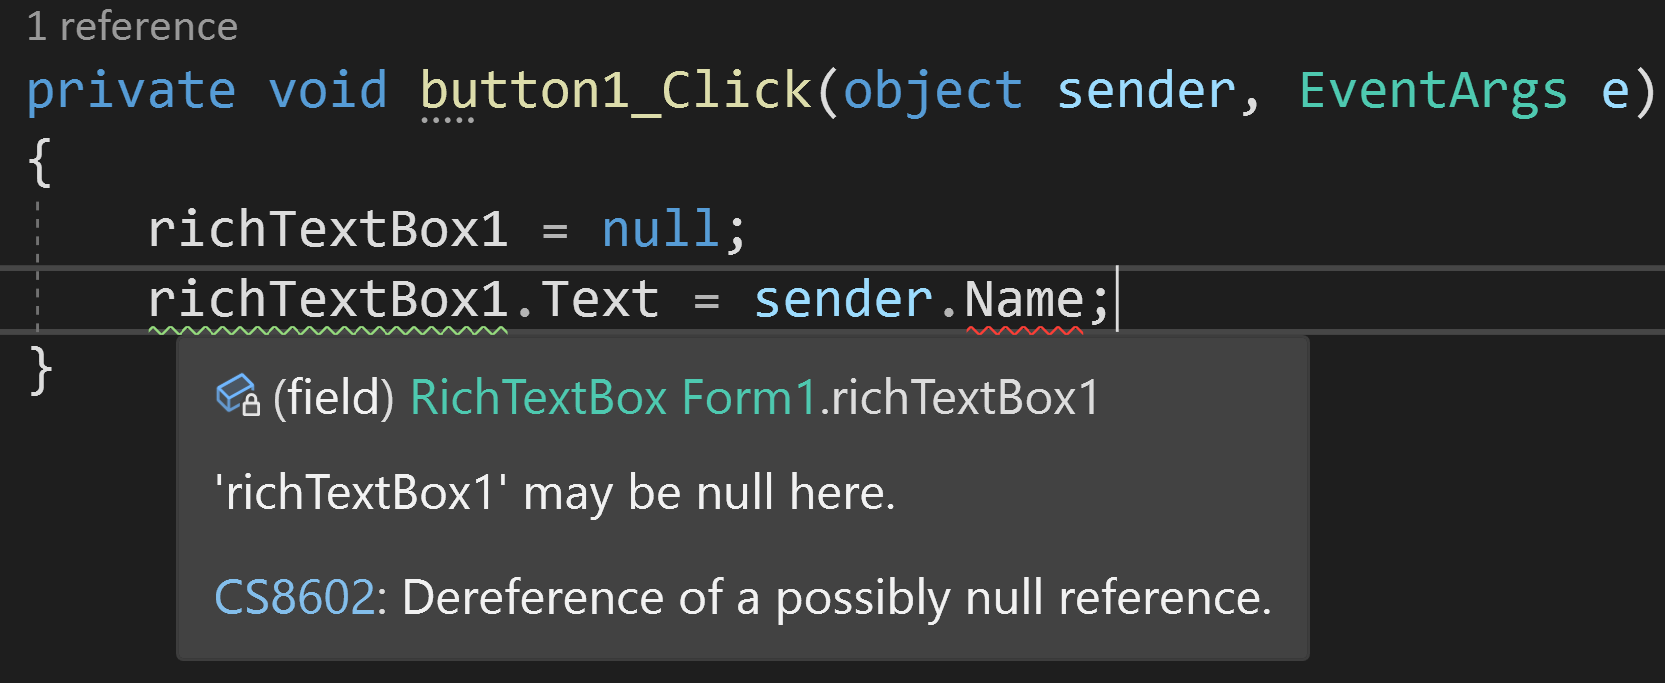 1 reference
private void button1_Click(object sender, EventArgs e)
{
richTextBox1 = null;
richTextBox1.Text = sender.Name;
}
(field) RichTextBox Form1.richTextBox1
'richTextBox1' may be null here.
CS8602: Dereference of a possibly null reference.